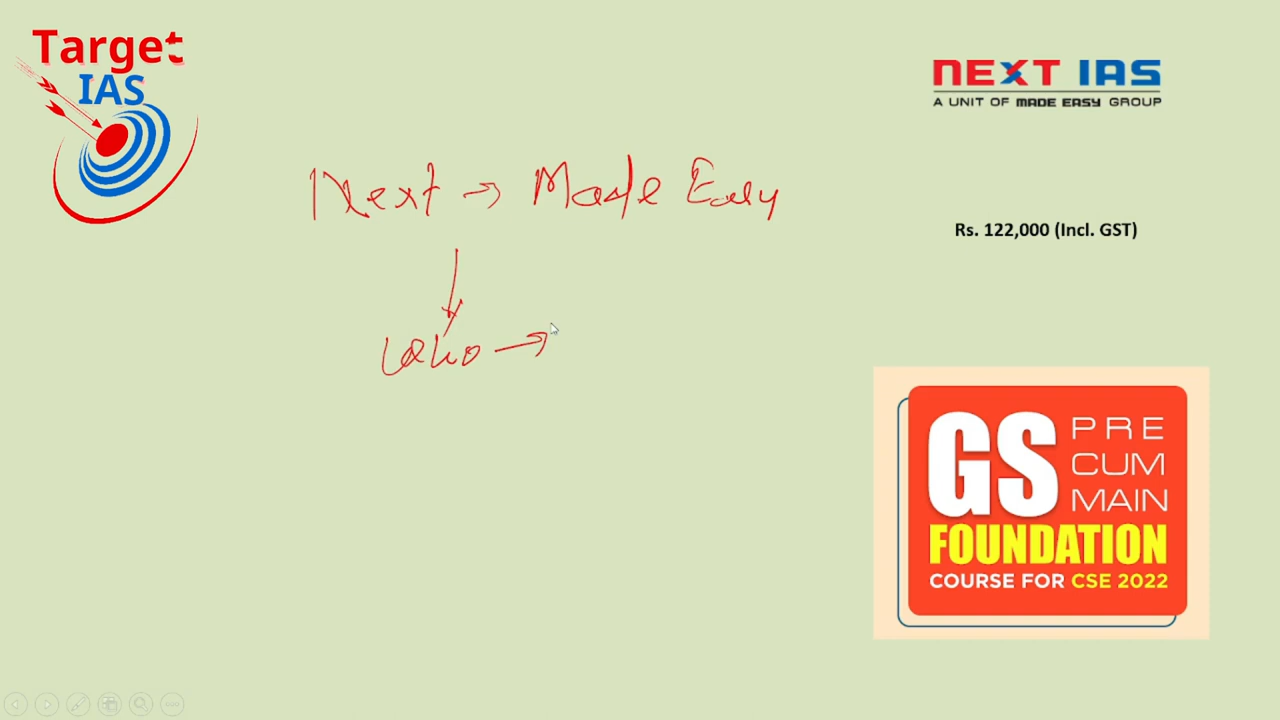 Target
IAS
NEXT IAS
A UNIT OF MADE EASY GROUP
Next → Made Easy
Rs. 122,000 (Incl. GST)
GS PRE
CUM
MAIN
FOUNDATION
COURSE FOR CSE 2022